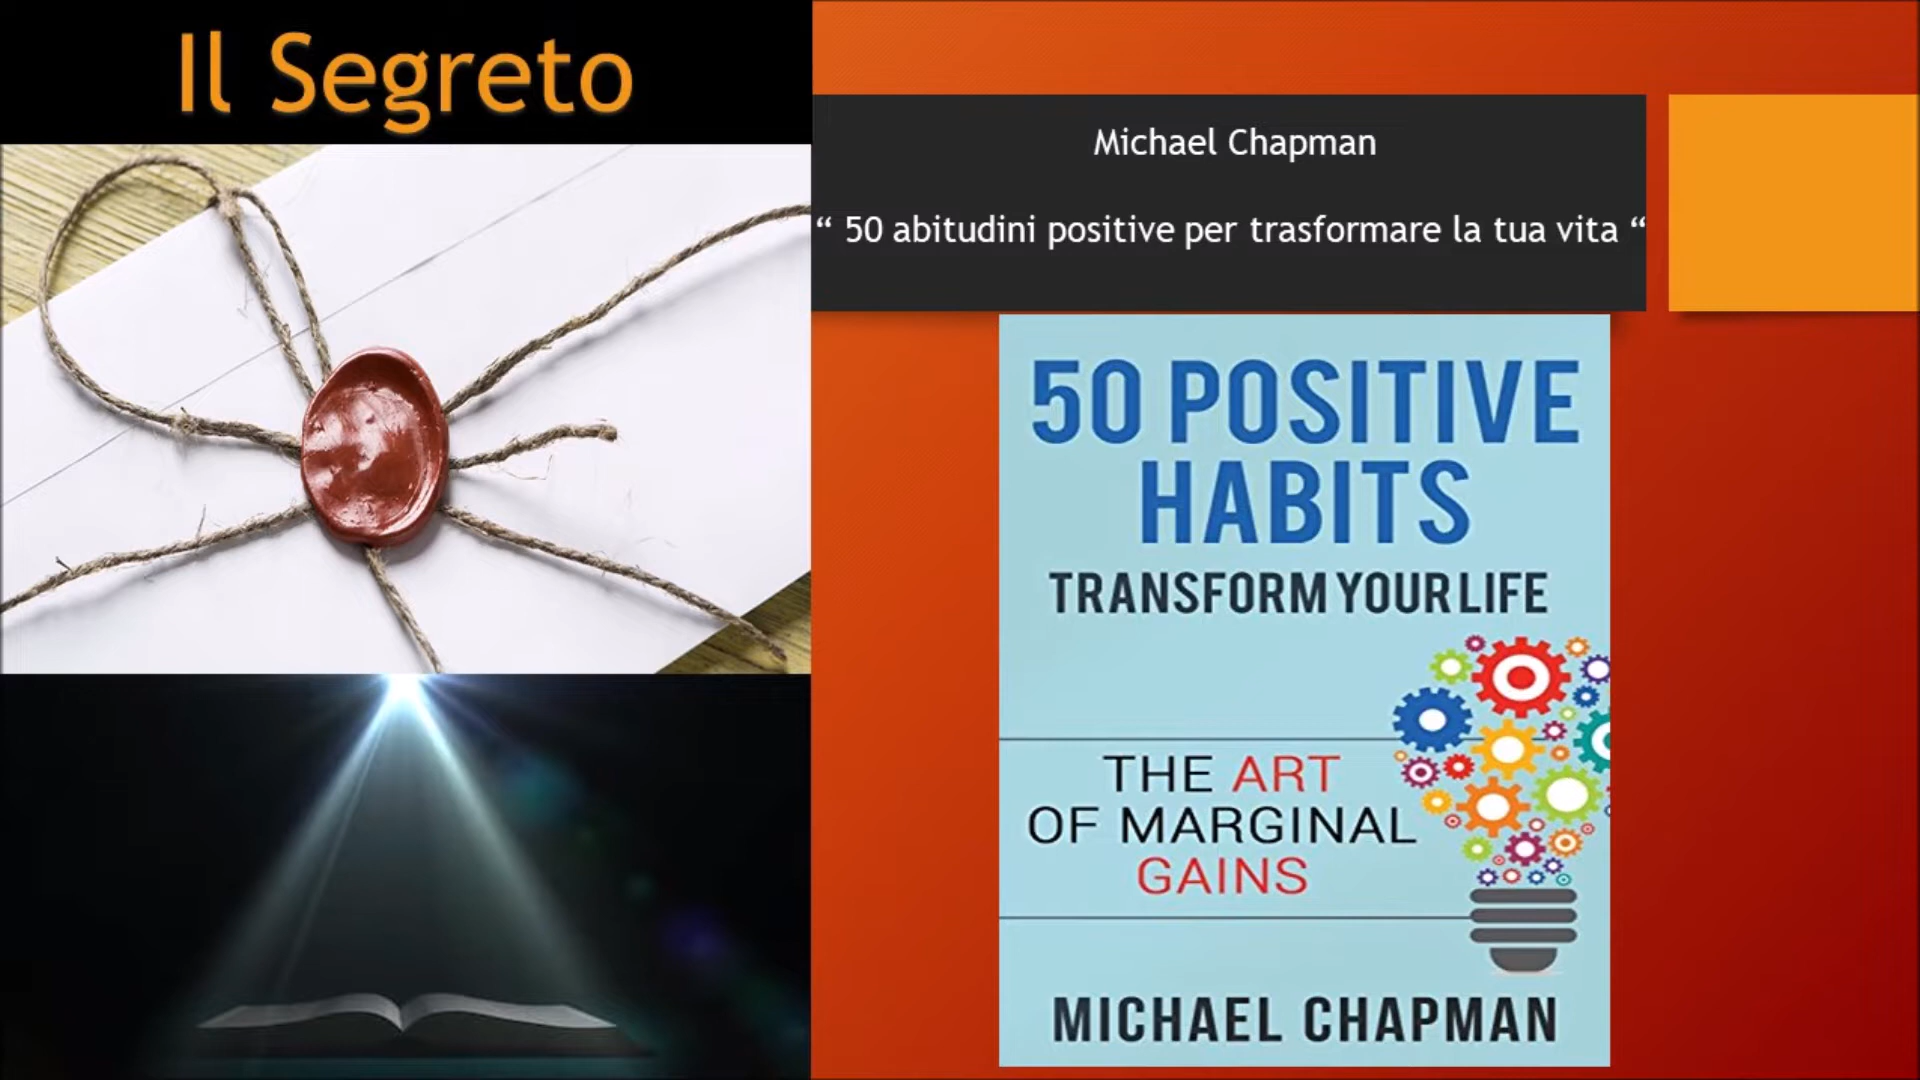 Il Segreto
Michael Chapman
“ 50 abitudini positive per trasformare la tua vita “
50 POSITIVE
HABITS
TRANSFORM YOUR LIFE
THE ART
OF MARGINAL
GAINS
MICHAEL CHAPMAN